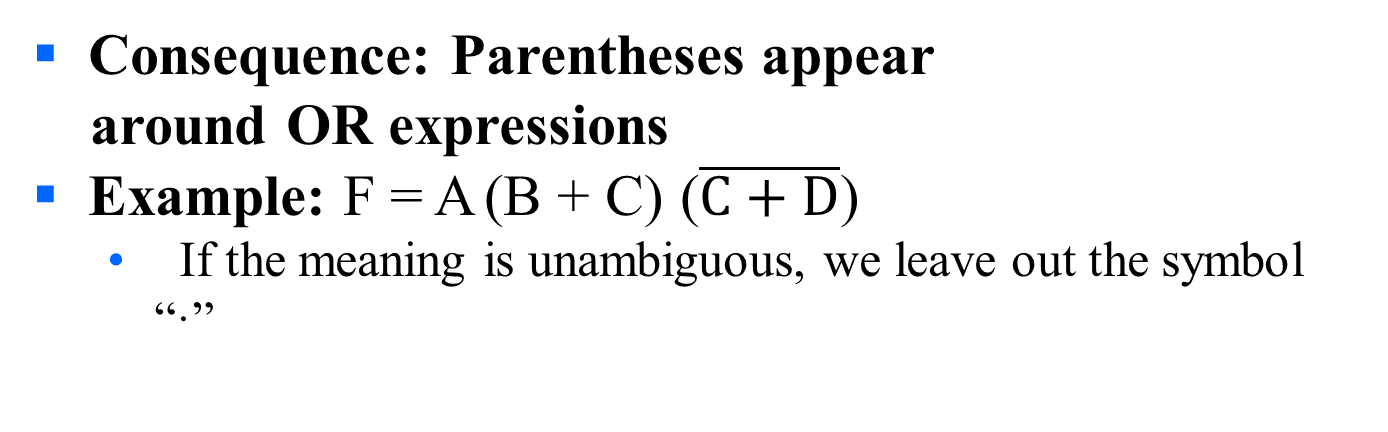 ▪ Consequence: Parentheses appear
around OR expressions
▪ Example: F = A (B + C) (C̅ ̅+̅ ̅D̅)
• If the meaning is unambiguous, we leave out the symbol
“.”